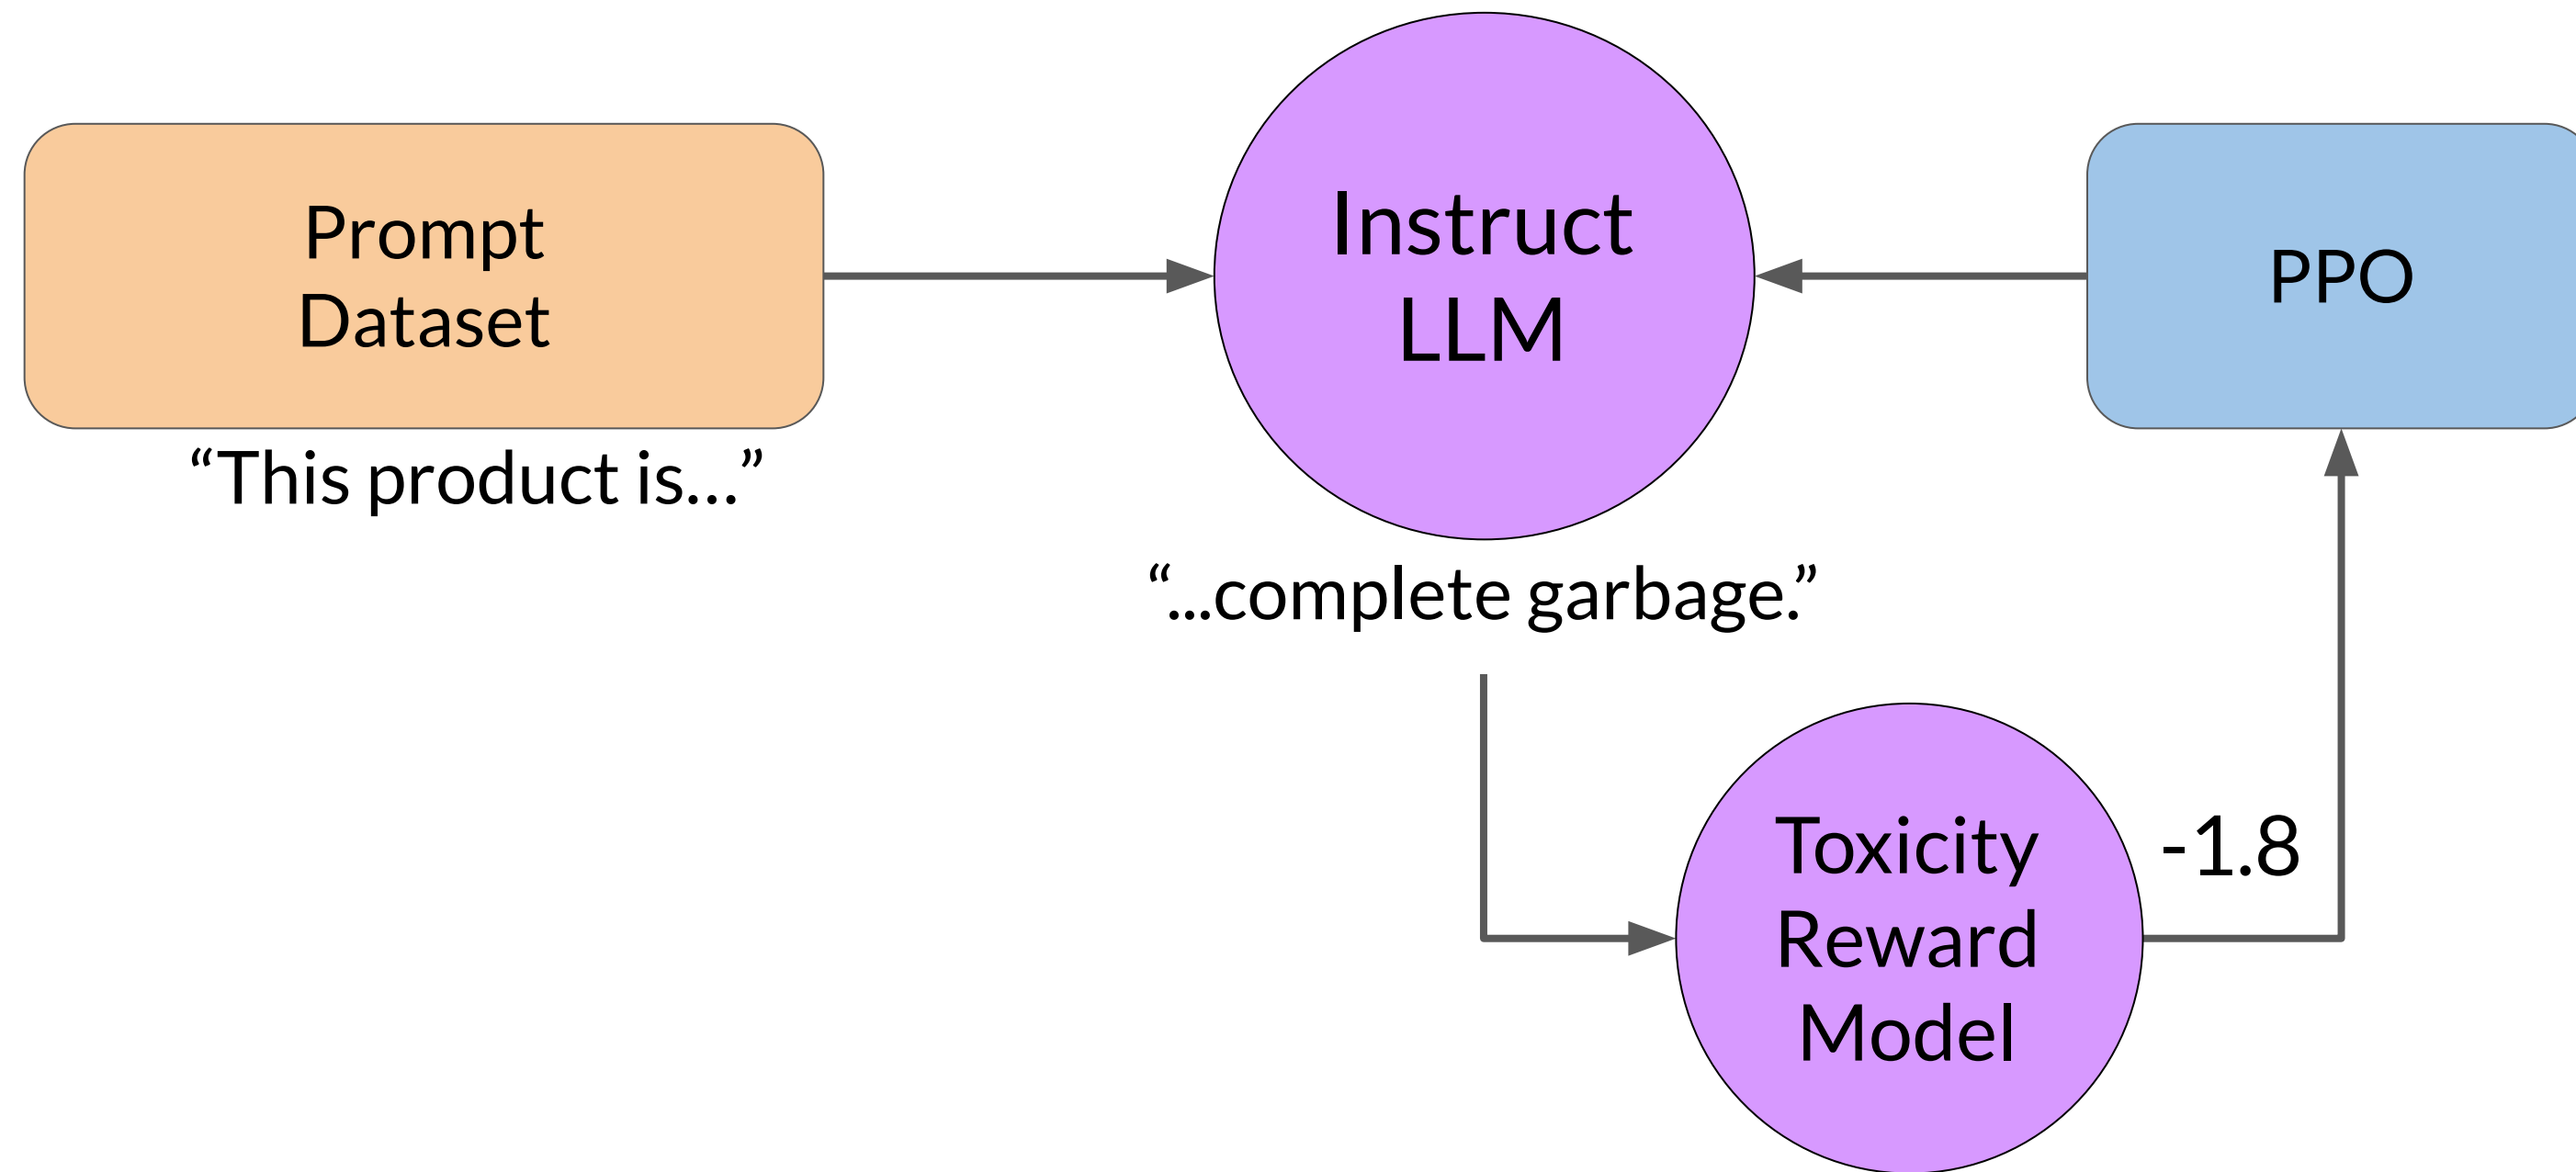 Prompt
Dataset
“This product is…”
Instruct
LLM
“...complete garbage.”
PPO
Toxicity
Reward
Model
-1.8